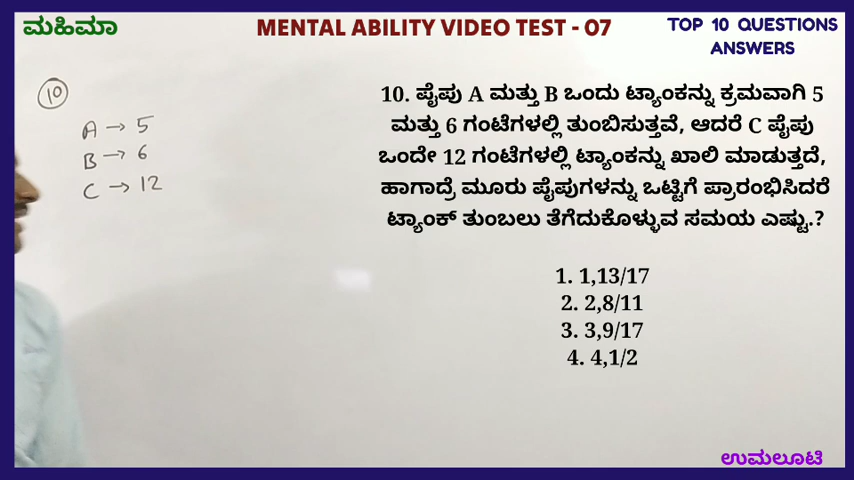 ಮಹಿಮಾ
MENTAL ABILITY VIDEO TEST - 07
TOP 10 QUESTIONS
ANSWERS
10
A → 5
B → 6
C → 12
10. ಪೈಪು A ಮತ್ತು B ಒಂದು ಟ್ಯಾಂಕನ್ನು ಕ್ರಮವಾಗಿ 5
ಮತ್ತು 6 ಗಂಟೆಗಳಲ್ಲಿ ತುಂಬಿಸುತ್ತವೆ, ಆದರೆ C ಪೈಪು
ಒಂದೇ 12 ಗಂಟೆಗಳಲ್ಲಿ ಟ್ಯಾಂಕನ್ನು ಖಾಲಿ ಮಾಡುತ್ತದೆ,
ಹಾಗಾದ್ರೆ ಮೂರು ಪೈಪುಗಳನ್ನು ಒಟ್ಟಿಗೆ ಪ್ರಾರಂಭಿಸಿದರೆ
ಟ್ಯಾಂಕ್ ತುಂಬಲು ತೆಗೆದುಕೊಳ್ಳುವ ಸಮಯ ಎಷ್ಟು.?
1. 1,13/17
2. 2,8/11
3. 3,9/17
4. 4,1/2
ಉಮಲೂಟಿ